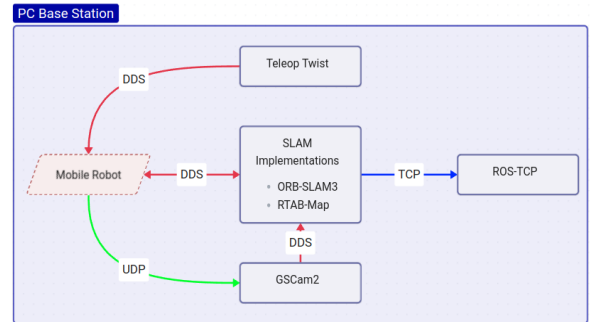 PC Base Station
Teleop Twist
DDS
SLAM
Implementations
• ORB-SLAM3
• RTAB-Map
Mobile Robot
DDS
TCP
ROS-TCP
DDS
UDP
GSCam2